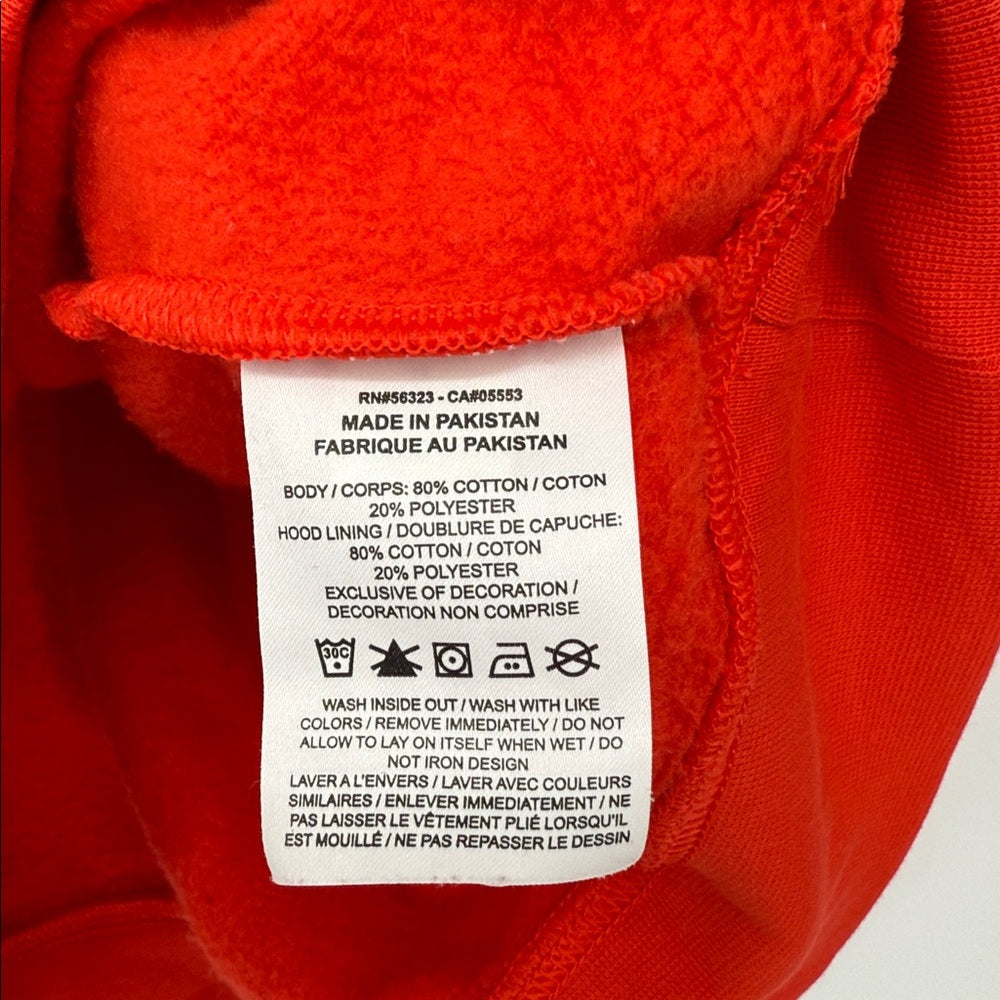 RN#56323 - CA#05553
MADE IN PAKISTAN
FABRIQUE AU PAKISTAN
BODY / CORPS: 80% COTTON / COTON
20% POLYESTER
HOOD LINING / DOUBLURE DE CAPUCHE:
80% COTTON / COTON
20% POLYESTER
EXCLUSIVE OF DECORATION /
DECORATION NON COMPRISE
30C
WASH INSIDE OUT / WASH WITH LIKE
COLORS / REMOVE IMMEDIATELY / DO NOT
ALLOW TO LAY ON ITSELF WHEN WET / DO
NOT IRON DESIGN
LAVER A L'ENVERS / LAVER AVEC COULEURS
SIMILAIRES / ENLEVER IMMEDIATEMENT / NE
PAS LAISSER LE VÊTEMENT PLIÉ LORSQU'IL
EST MOUILLÉ / NE PAS REPASSER LE DESSIN